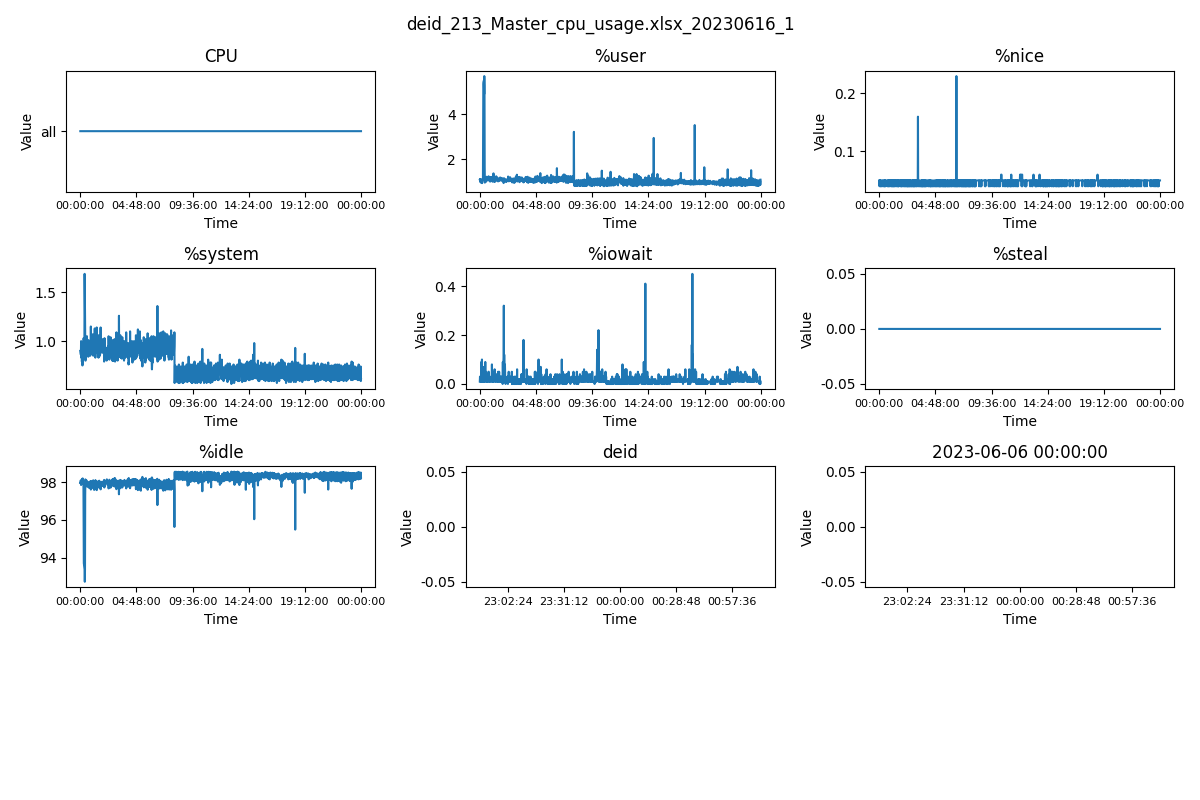 deid_213_Master_cpu_usage.xlsx_20230616_1
CPU
Value
all
00:00:00 04:48:00 09:36:00 14:24:00 19:12:00 00:00:00
Time
%user
Value
4
2
00:00:00 04:48:00 09:36:00 14:24:00 19:12:00 00:00:00
Time
%nice
Value
0.2
0.1
00:00:00 04:48:00 09:36:00 14:24:00 19:12:00 00:00:00
Time
%system
Value
1.5
1.0
00:00:00 04:48:00 09:36:00 14:24:00 19:12:00 00:00:00
Time
%iowait
Value
0.4
0.2
0.0
00:00:00 04:48:00 09:36:00 14:24:00 19:12:00 00:00:00
Time
%steal
Value
0.05
0.00
-0.05
00:00:00 04:48:00 09:36:00 14:24:00 19:12:00 00:00:00
Time
%idle
Value
98
96
94
00:00:00 04:48:00 09:36:00 14:24:00 19:12:00 00:00:00
Time
deid
Value
0.05
0.00
-0.05
23:02:24 23:31:12 00:00:00 00:28:48 00:57:36
Time
2023-06-06 00:00:00
Value
0.05
0.00
-0.05
23:02:24 23:31:12 00:00:00 00:28:48 00:57:36
Time